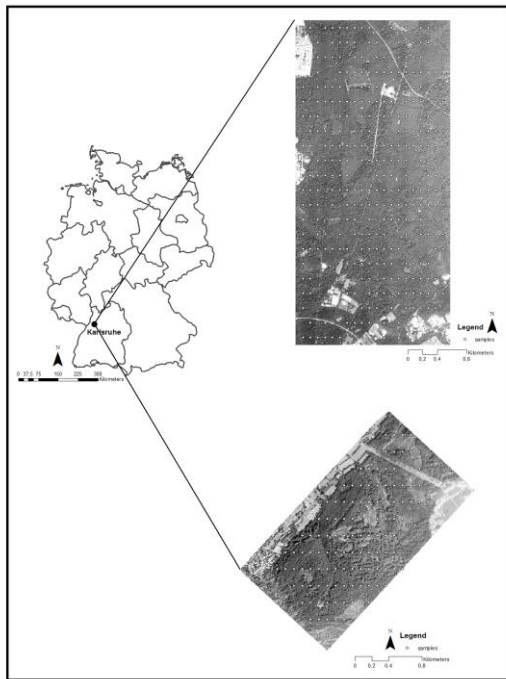 N
Karlsruhe
N
0 37,5 75 150 225 300
Kilometers
N
Legend
samples
0 0,2 0,4 0,8
Kilometers
N
Legend
samples
0 0,2 0,4 0,8
Kilometers